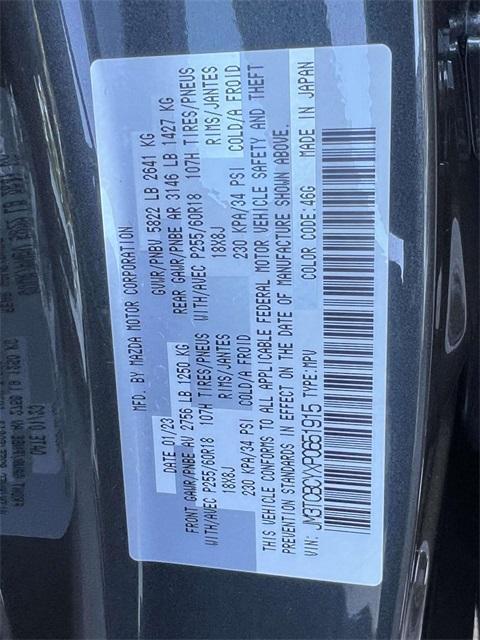 MFD. BY MAZDA MOTOR CORPORATION
DATE 01/23 GVWR/PNBV 5822 LB 2641 KG
FRONT GAWR/PNBE AV 2756 LB 1250 KG REAR GAWR/PNBE AR 3146 LB 1427 KG
WITH/AVEC P255/60R18 107H TIRES/PNEUS WITH/AVEC P255/60R18 107H TIRES/PNEUS
18X8J RIMS/JANTES 18X8J RIMS/JANTES
230 KPA/34 PSI COLD/A FROID 230 KPA/34 PSI COLD/A FROID
THIS VEHICLE CONFORMS TO ALL APPLICABLE FEDERAL MOTOR VEHICLE SAFETY AND THEFT
STANDARDS IN EFFECT ON THE DATE OF MANUFACTURE SHOWN ABOVE.
VIN: JM3TCBCYXP0651915 TYPE:MPV COLOR CODE:46G MADE IN JAPAN